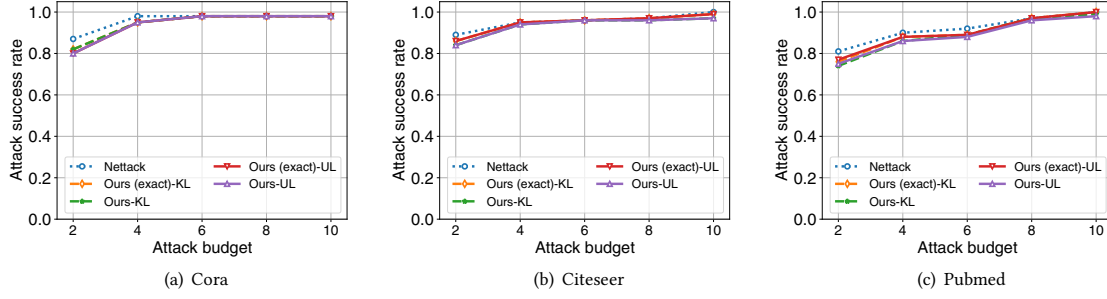 1.0
0.8
0.6
0.4
0.2
0.0
Attack success rate
Nettack
Ours (exact)-KL
Ours-KL
Ours (exact)-UL
Ours-UL
2 4 6 8 10
Attack budget
(a) Cora
1.0
0.8
0.6
0.4
0.2
0.0
Attack success rate
Nettack
Ours (exact)-KL
Ours-KL
Ours (exact)-UL
Ours-UL
2 4 6 8 10
Attack budget
(b) Citeseer
1.0
0.8
0.6
0.4
0.2
0.0
Attack success rate
Nettack
Ours (exact)-KL
Ours-KL
Ours (exact)-UL
Ours-UL
2 4 6 8 10
Attack budget
(c) Pubmed